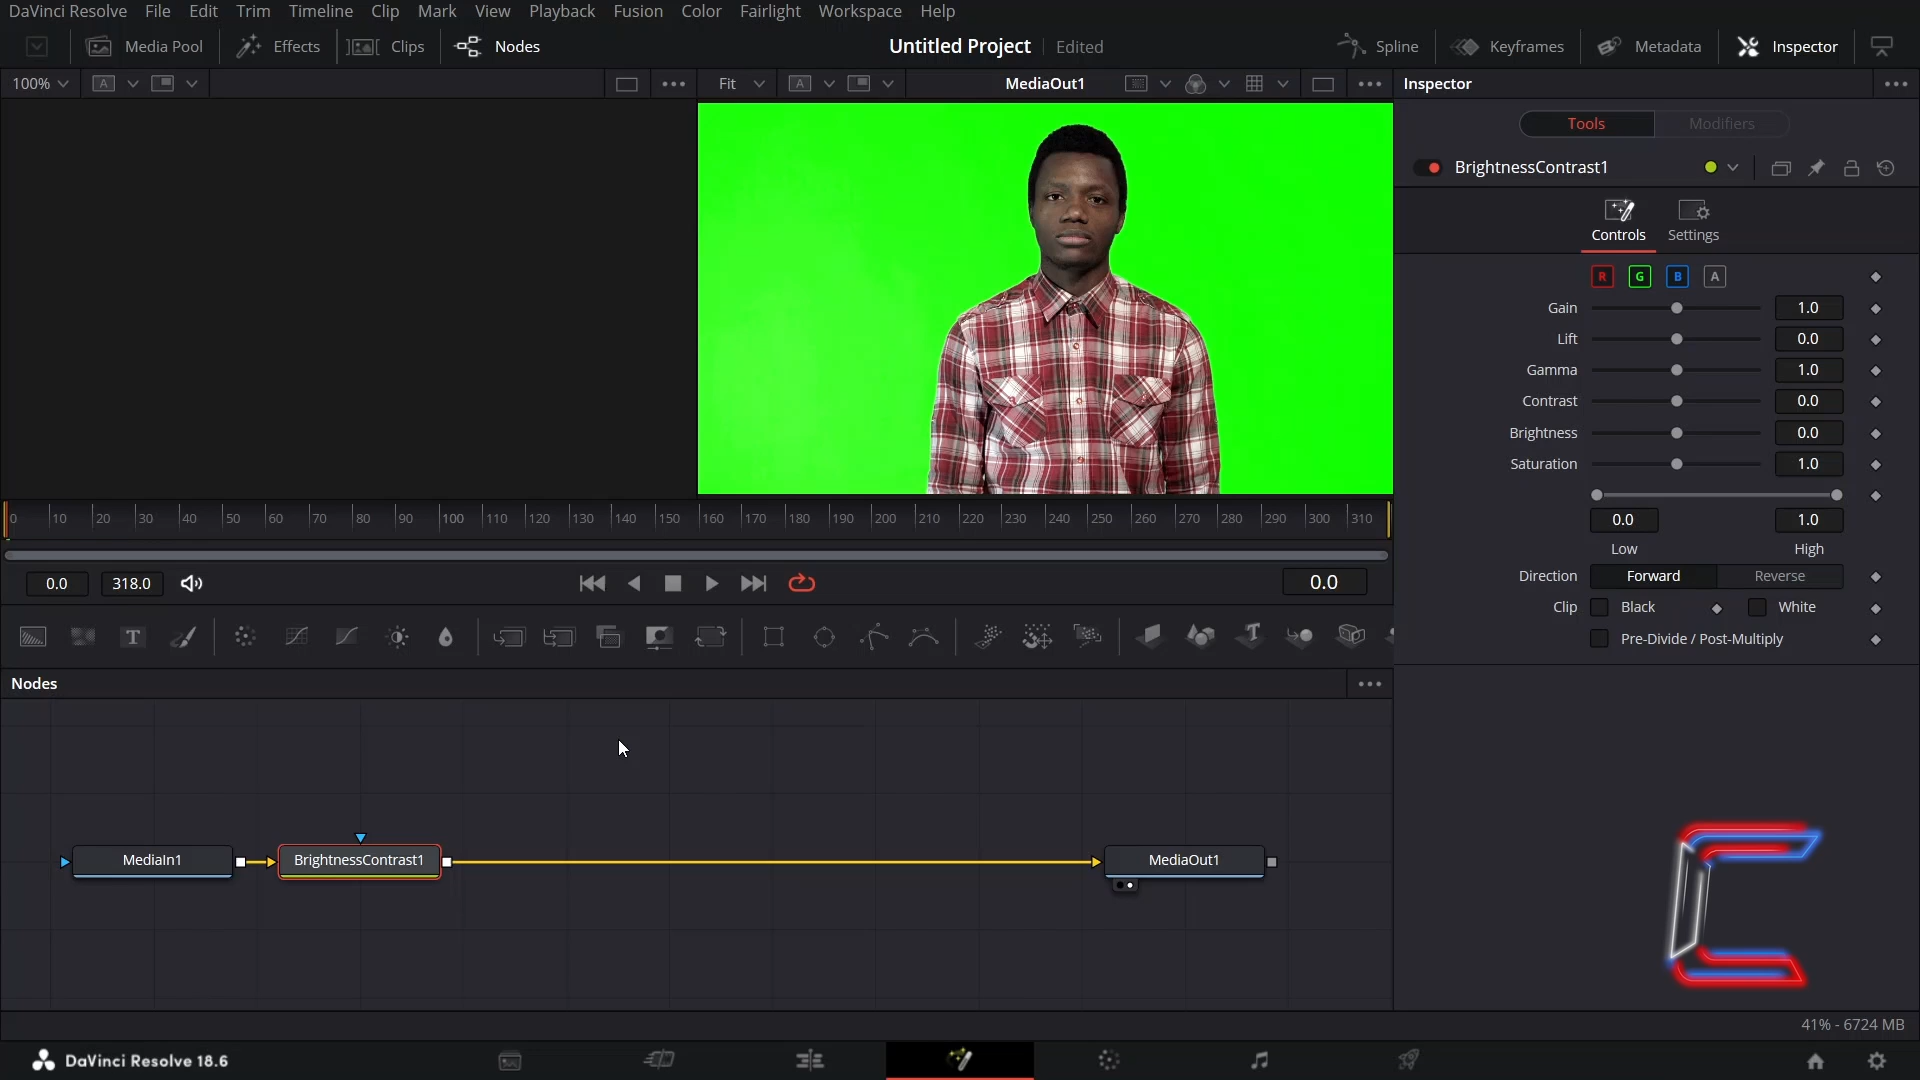 DaVinci Resolve File Edit Trim Timeline Clip Mark View Playback Fusion Color Fairlight Workspace Help
Media Pool Effects Clips Nodes Untitled Project Edited Spline Keyframes Metadata Inspector
100% A Fit A MediaOut1 Inspector
Tools Modifiers
BrightnessContrast1
Controls Settings
R G B A
Gain 1.0
Lift 0.0
Gamma 1.0
Contrast 0.0
Brightness 0.0
Saturation 1.0
0.0 1.0
Low High
Direction Forward Reverse
Clip Black White
Pre-Divide / Post-Multiply
0 10 20 30 40 50 60 70 80 90 100 110 120 130 140 150 160 170 180 190 200 210 220 230 240 250 260 270 280 290 300 310
0.0 318.0 0.0
T T
Nodes
MediaIn1 BrightnessContrast1 MediaOut1
41% - 6724 MB
DaVinci Resolve 18.6